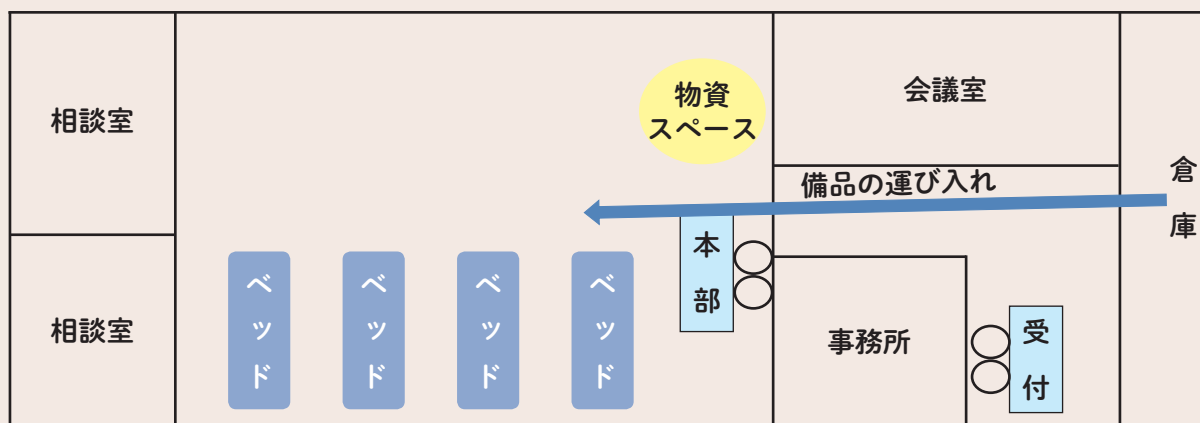 相談室
相談室
物資
スペース
会議室
備品の運び入れ
倉庫
本部
ベッド
ベッド
ベッド
ベッド
事務所
受付